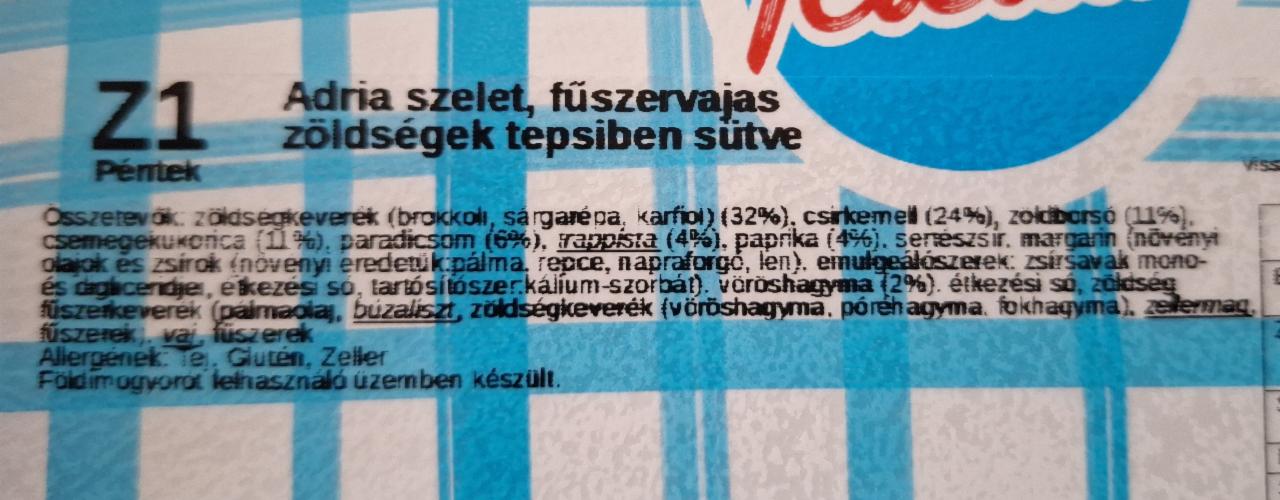 Z1
Péntek
Adria szelet, fűszervajas
zöldségek tepsiben sütve
Összetevők: zöldségkeverék (brokkoli, sárgarépa, karfiol) (32%), csirkemell (24%), zöldborsó (11%),
csemegekukorica (11%), paradicsom (6%), trappista (4%), paprika (4%), sertészsír, margarin (növényi
olajok és zsírok (növényi eredetűk:pálma, repce, napraforgó, len), emulgeálószerek: zsírsavak mono-
és digliceridjei, étkezési só, tartósítószer:kálium-szorbát), vöröshagyma (2%), étkezési só, zöldség
fűszerkeverék (pálmaolaj, búzaliszt, zöldségkeverék (vöröshagyma, póréhagyma, fokhagyma), zellermag,
fűszerek), vaj, fűszerek
Allergének: Tej, Glutén, Zeller
Földimogyorót felhasználó üzemben készült.